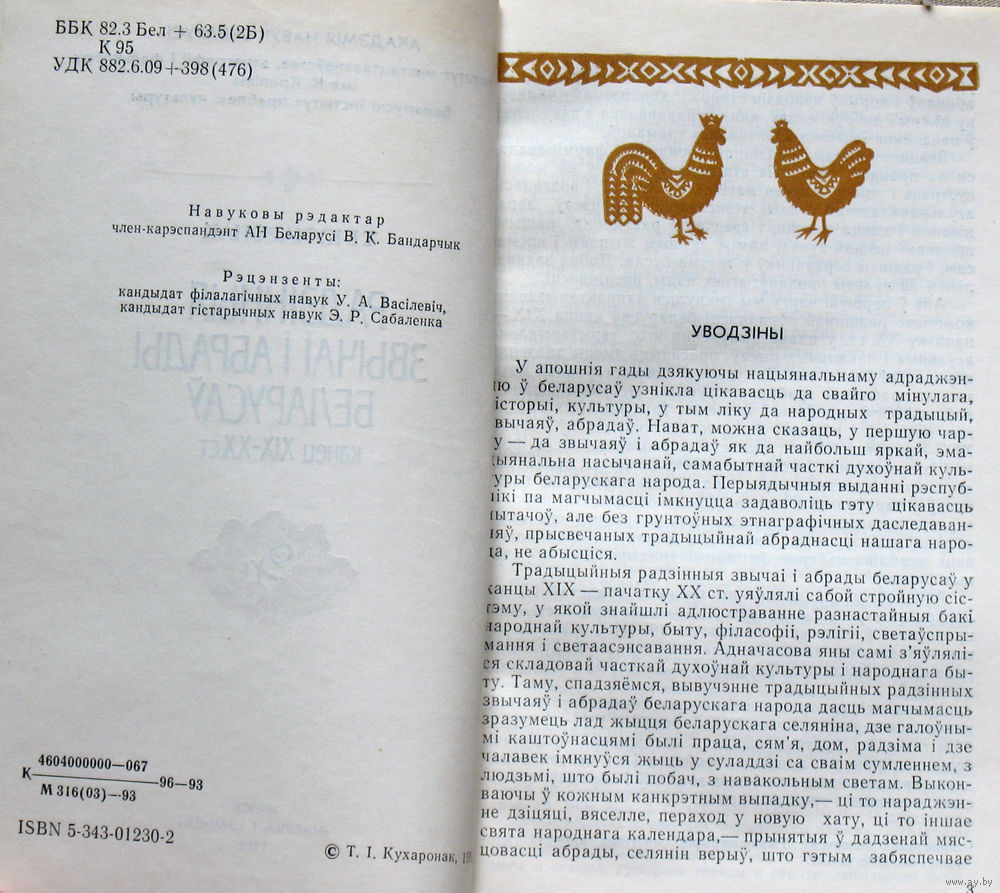 ББК 82.3 Бел + 63.5 (2Б)
К 95
УДК 882.6.09+398(476)
Навуковы рэдактар
член-карэспандэнт АН Беларусі В. К. Бандарчык
Рэцэнзенты:
кандыдат філалагічных навук У. А. Васілевіч,
кандыдат гістарычных навук Э. Р. Сабаленка
ЗВЫЧАІ І АБРАДЫ
БЕЛАРУСАЎ
канец XIX-XX ст
4604000000—067
К———96—93
М 316(03)—93
ISBN 5-343-01230-2
© Т. І. Кухаронак,
УВОДЗІНЫ
У апошнія гады дзякуючы нацыянальнаму адраджэн-
ню ў беларусаў узнікла цікавасць да свайго мінулага,
гісторыі, культуры, у тым ліку да народных традыцый,
звычаяў, абрадаў. Нават, можна сказаць, у першую чар-
гу — да звычаяў і абрадаў як да найбольш яркай, эма-
цыянальна насычанай, самабытнай часткі духоўнай куль-
туры беларускага народа. Перыядычныя выданні рэспуб-
лікі па магчымасці імкнуцца задаволіць гэту цікавасць
чытачоў, але без грунтоўных этнаграфічных даследаван-
няў, прысвечаных традыцыйнай абраднасці нашага наро-
да, не абысціся.
Традыцыйныя радзінныя звычаі і абрады беларусаў у
канцы XIX — пачатку XX ст. уяўлялі сабой стройную сіс-
тэму, у якой знайшлі адлюстраванне разнастайныя бакі
народнай культуры, быту, філасофіі, рэлігіі, светаўспры-
мання і светаасэнсавання. Адначасова яны самі з'яўлялі-
ся складовай часткай духоўнай культуры і народнага бы-
ту. Таму, спадзяёмся, вывучэнне традыцыйных радзінных
звычаяў і абрадаў беларускага народа дасць магчымасць
зразумець лад жыцця беларускага селяніна, дзе галоўны-
мі каштоўнасцямі былі праца, сям'я, дом, радзіма і дзе
чалавек імкнуўся жыць у суладдзі са сваім сумленнем, з
людзьмі, што былі побач, з навакольным светам. Выкон-
ваючы ў кожным канкрэтным выпадку,— ці то нараджэн-
не дзіцяці, вяселле, пераход у новую хату, ці то іншае
свята народнага календара,— прынятыя ў дадзенай мяс-
цовасці абрады, селянін верыў, што гэтым забяспечвае
3
www.ay.by